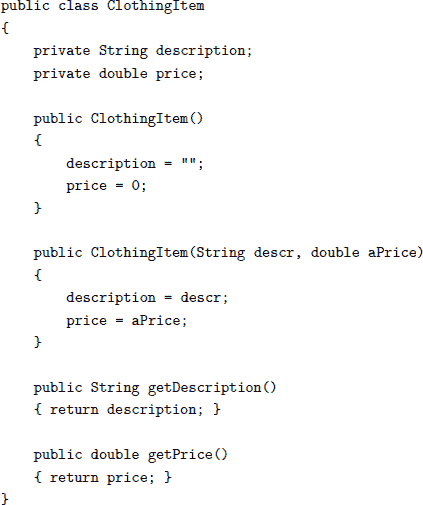 public class ClothingItem
{
    private String description;
    private double price;

    public ClothingItem()
    {
        description = "";
        price = 0;
    }

    public ClothingItem(String descr, double aPrice)
    {
        description = descr;
        price = aPrice;
    }

    public String getDescription()
    { return description; }

    public double getPrice()
    { return price; }
}